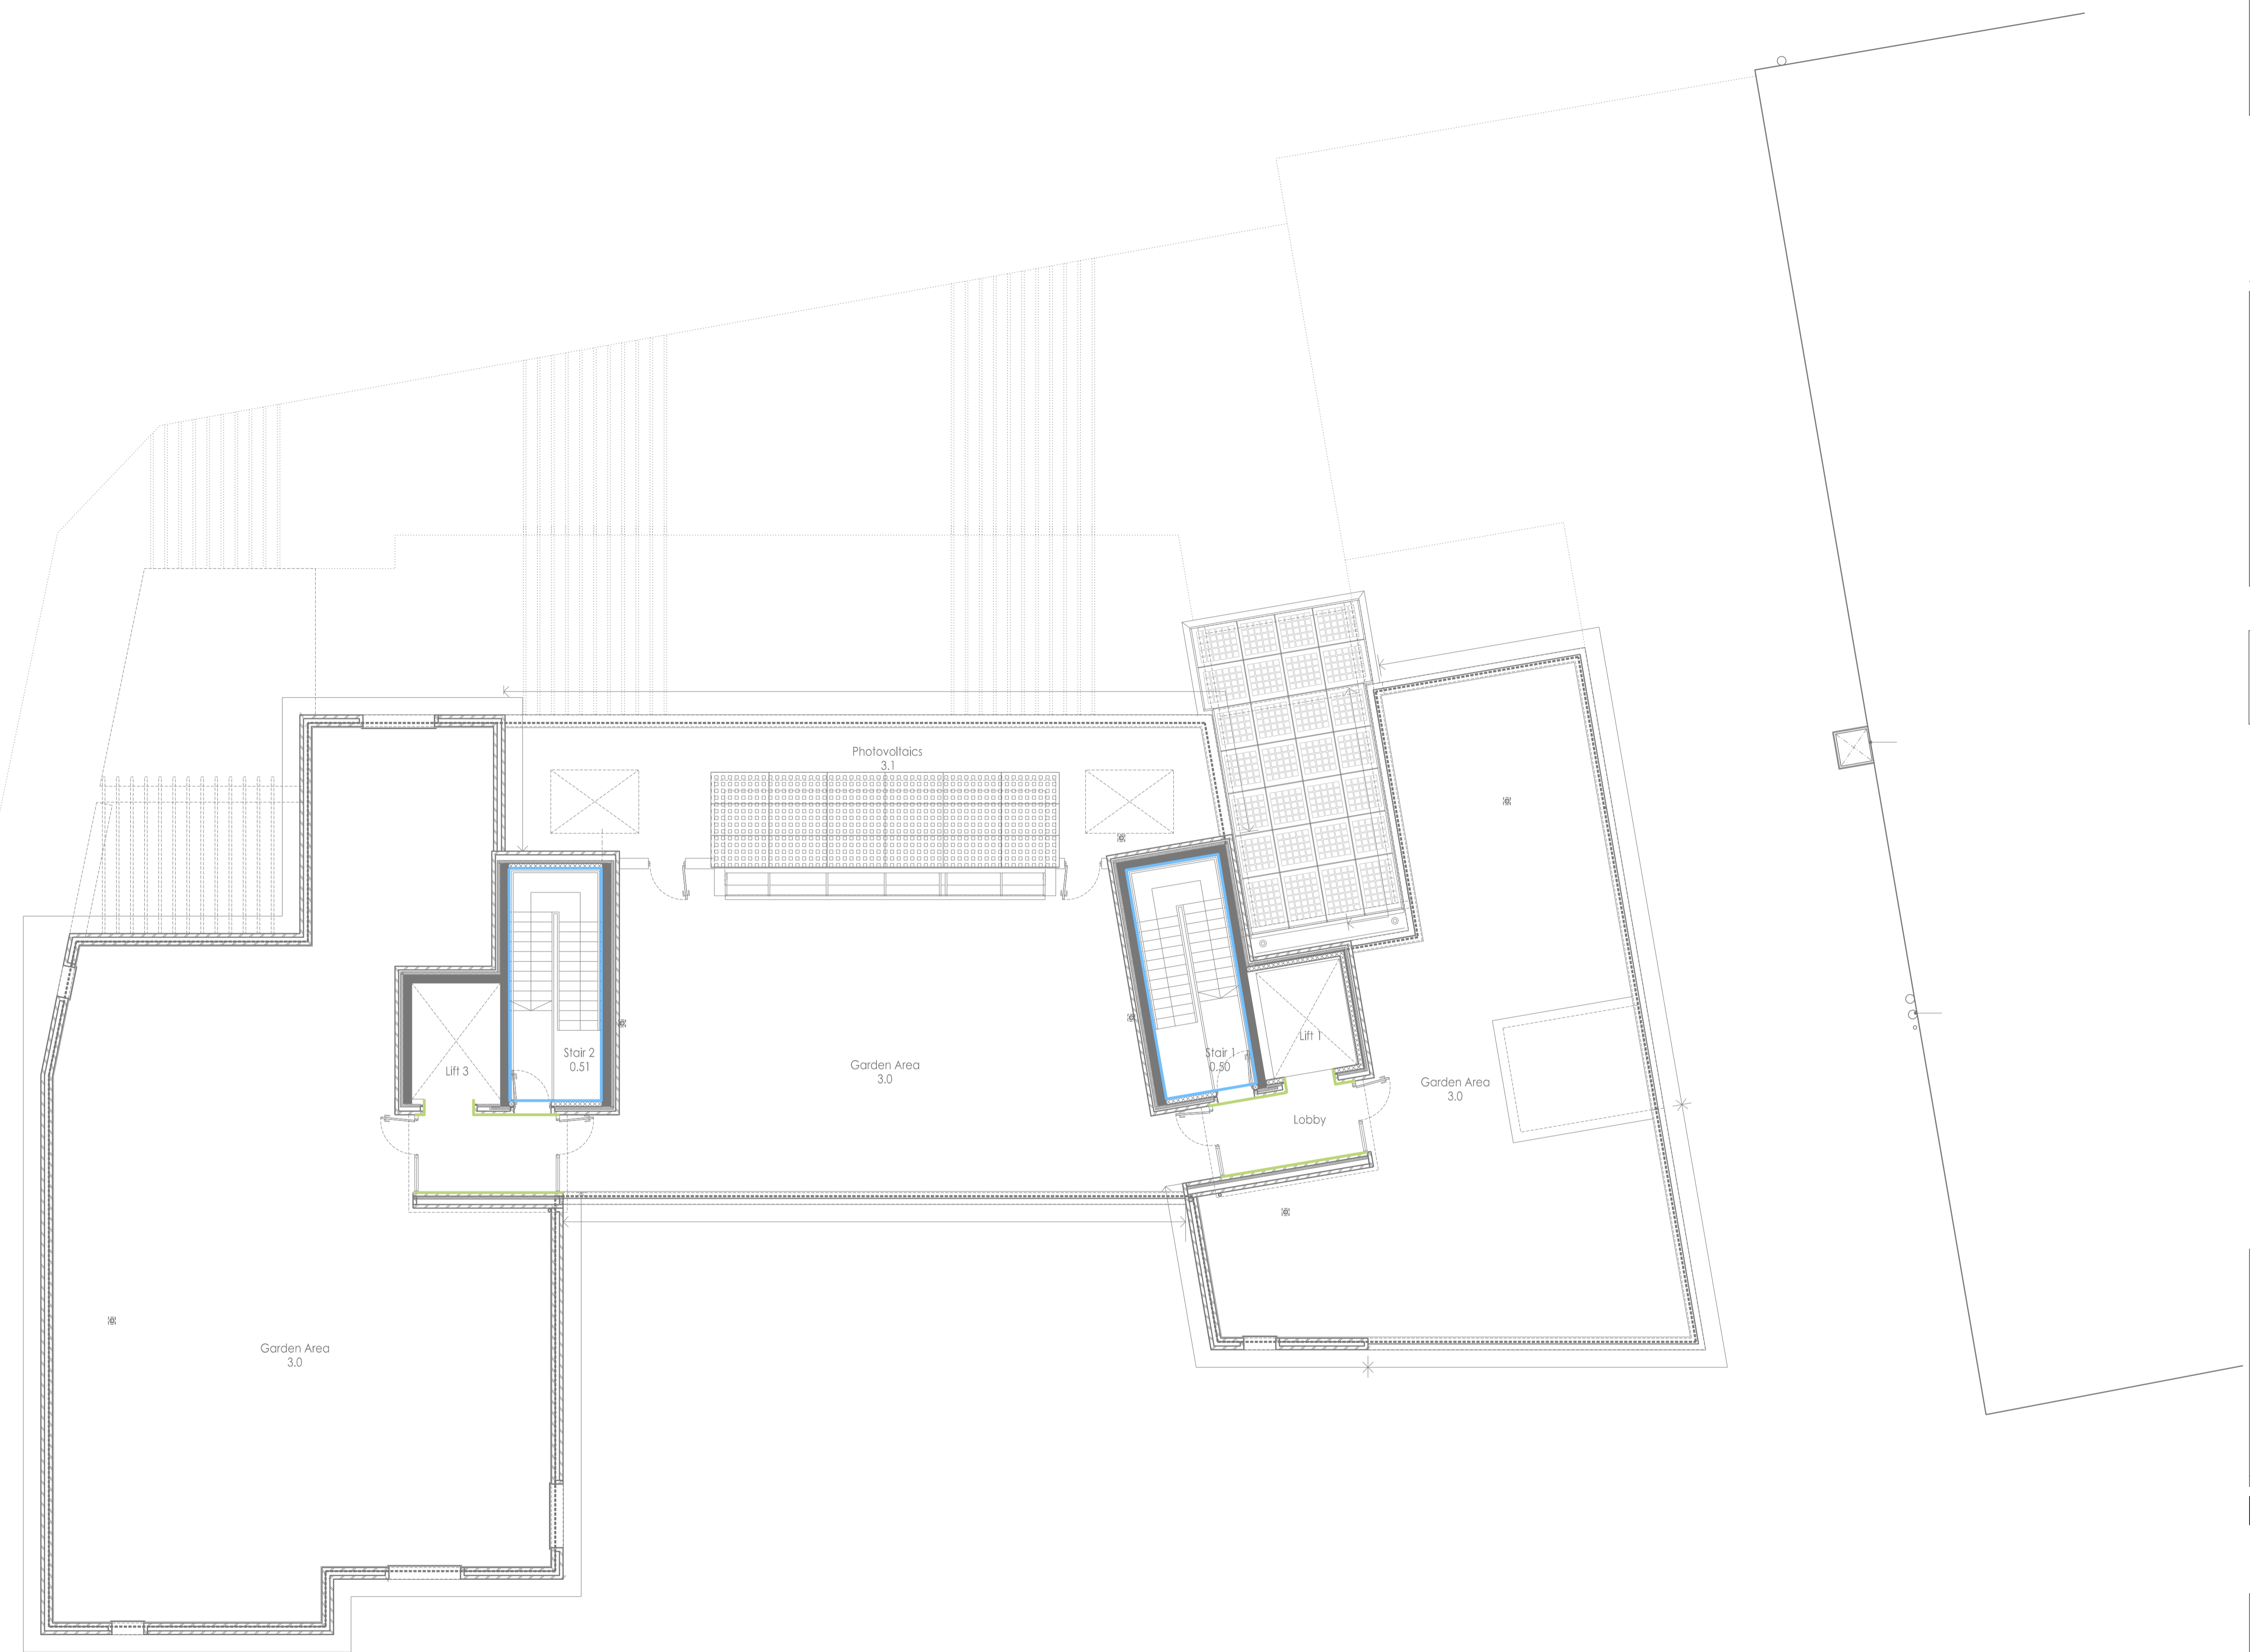 Photovoltaics
3.1
Stair 2
0.51
Lift 3
Garden Area
3.0
Stair 1
0.50
Lift 1
Garden Area
3.0
Lobby
Garden Area
3.0